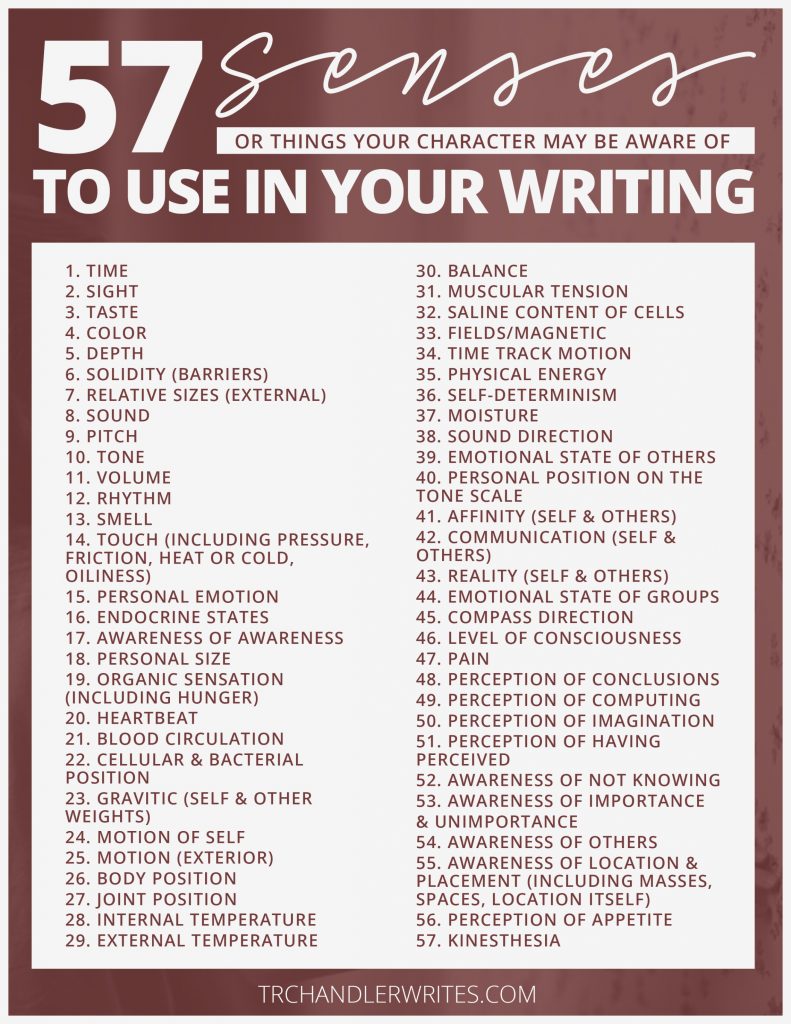 57 Senses
OR THINGS YOUR CHARACTER MAY BE AWARE OF
TO USE IN YOUR WRITING
1. TIME
2. SIGHT
3. TASTE
4. COLOR
5. DEPTH
6. SOLIDITY (BARRIERS)
7. RELATIVE SIZES (EXTERNAL)
8. SOUND
9. PITCH
10. TONE
11. VOLUME
12. RHYTHM
13. SMELL
14. TOUCH (INCLUDING PRESSURE,
FRICTION, HEAT OR COLD,
OILINESS)
15. PERSONAL EMOTION
16. ENDOCRINE STATES
17. AWARENESS OF AWARENESS
18. PERSONAL SIZE
19. ORGANIC SENSATION
(INCLUDING HUNGER)
20. HEARTBEAT
21. BLOOD CIRCULATION
22. CELLULAR & BACTERIAL
POSITION
23. GRAVITIC (SELF & OTHER
WEIGHTS)
24. MOTION OF SELF
25. MOTION (EXTERIOR)
26. BODY POSITION
27. JOINT POSITION
28. INTERNAL TEMPERATURE
29. EXTERNAL TEMPERATURE
30. BALANCE
31. MUSCULAR TENSION
32. SALINE CONTENT OF CELLS
33. FIELDS/MAGNETIC
34. TIME TRACK MOTION
35. PHYSICAL ENERGY
36. SELF-DETERMINISM
37. MOISTURE
38. SOUND DIRECTION
39. EMOTIONAL STATE OF OTHERS
40. PERSONAL POSITION ON THE
TONE SCALE
41. AFFINITY (SELF & OTHERS)
42. COMMUNICATION (SELF &
OTHERS)
43. REALITY (SELF & OTHERS)
44. EMOTIONAL STATE OF GROUPS
45. COMPASS DIRECTION
46. LEVEL OF CONSCIOUSNESS
47. PAIN
48. PERCEPTION OF CONCLUSIONS
49. PERCEPTION OF COMPUTING
50. PERCEPTION OF IMAGINATION
51. PERCEPTION OF HAVING
PERCEIVED
52. AWARENESS OF NOT KNOWING
53. AWARENESS OF IMPORTANCE
& UNIMPORTANCE
54. AWARENESS OF OTHERS
55. AWARENESS OF LOCATION &
PLACEMENT (INCLUDING MASSES,
SPACES, LOCATION ITSELF)
56. PERCEPTION OF APPETITE
57. KINESTHESIA
TRCHANDLERWRITES.COM